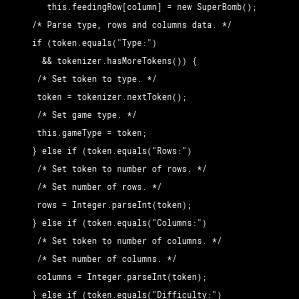 this.feedingRow[column] = new SuperBomb();
/* Parse type, rows and columns data. */
if (token.equals("Type:")
&& tokenizer.hasMoreTokens()) {
/* Set token to type. */
token = tokenizer.nextToken();
/* Set game type. */
this.gameType = token;
} else if (token.equals("Rows:")
/* Set token to number of rows. */
/* Set number of rows. */
rows = Integer.parseInt(token);
} else if (token.equals("Columns:")
/* Set token to number of columns. */
/* Set number of columns. */
columns = Integer.parseInt(token);
} else if (token.equals("Difficulty:")